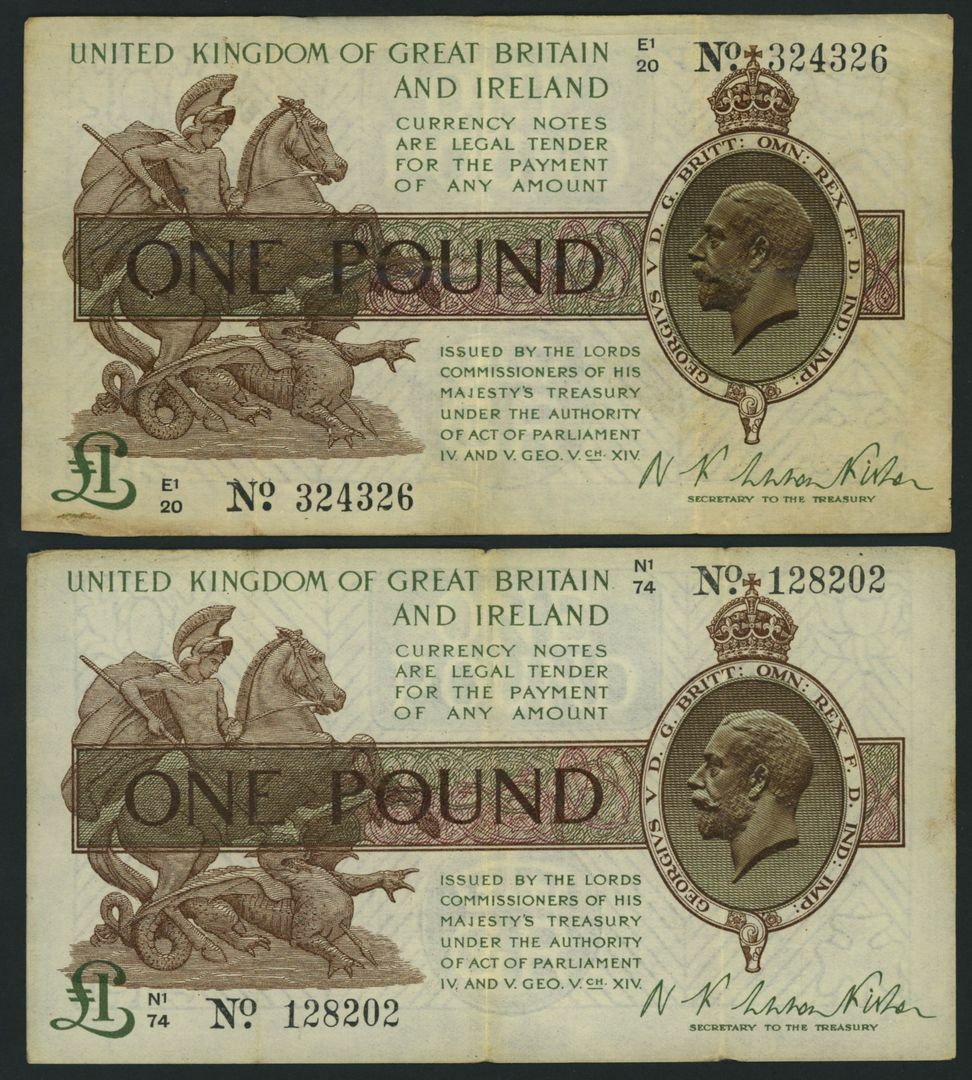 UNITED KINGDOM OF GREAT BRITAIN
AND IRELAND
E1
20
No. 324326
CURRENCY NOTES
ARE LEGAL TENDER
FOR THE PAYMENT
OF ANY AMOUNT
GEORGIVS V D. G. BRITT: OMN: REX F. D. IND: IMP:
ONE POUND
ISSUED BY THE LORDS
COMMISSIONERS OF HIS
MAJESTY'S TREASURY
UNDER THE AUTHORITY
OF ACT OF PARLIAMENT
IV. AND V. GEO. V. CH. XIV.
£1
E1
20
No. 324326
SECRETARY TO THE TREASURY
UNITED KINGDOM OF GREAT BRITAIN
AND IRELAND
N1
74
No. 128202
CURRENCY NOTES
ARE LEGAL TENDER
FOR THE PAYMENT
OF ANY AMOUNT
GEORGIVS V D. G. BRITT: OMN: REX F. D. IND: IMP:
ONE POUND
ISSUED BY THE LORDS
COMMISSIONERS OF HIS
MAJESTY'S TREASURY
UNDER THE AUTHORITY
OF ACT OF PARLIAMENT
IV. AND V. GEO. V. CH. XIV.
£1
N1
74
No. 128202
SECRETARY TO THE TREASURY